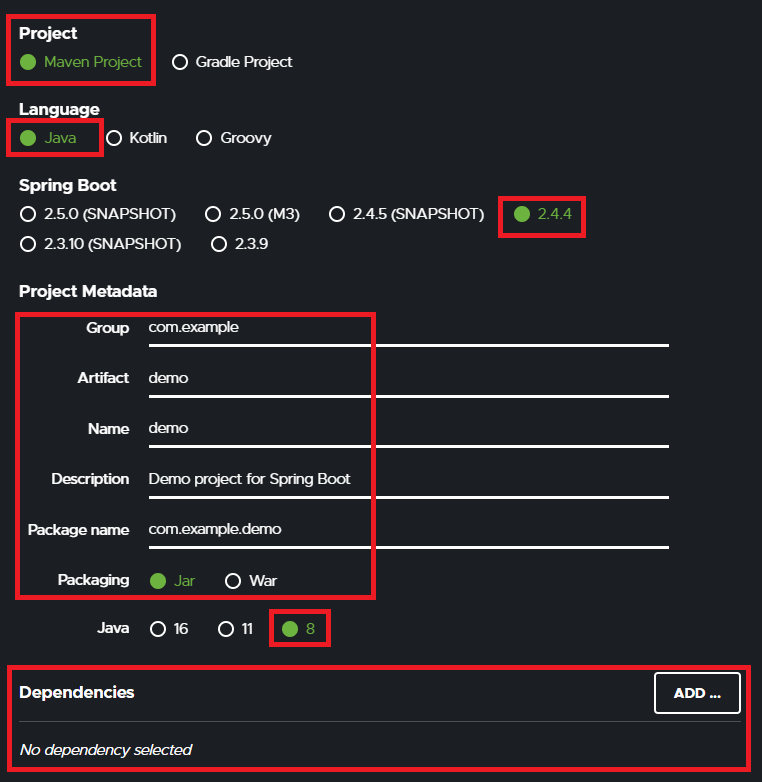 Project
Maven Project Gradle Project
Language
Java Kotlin Groovy
Spring Boot
2.5.0 (SNAPSHOT) 2.5.0 (M3) 2.4.5 (SNAPSHOT) 2.4.4
2.3.10 (SNAPSHOT) 2.3.9
Project Metadata
Group com.example
Artifact demo
Name demo
Description Demo project for Spring Boot
Package name com.example.demo
Packaging Jar War
Java 16 11 8
Dependencies ADD ...
No dependency selected